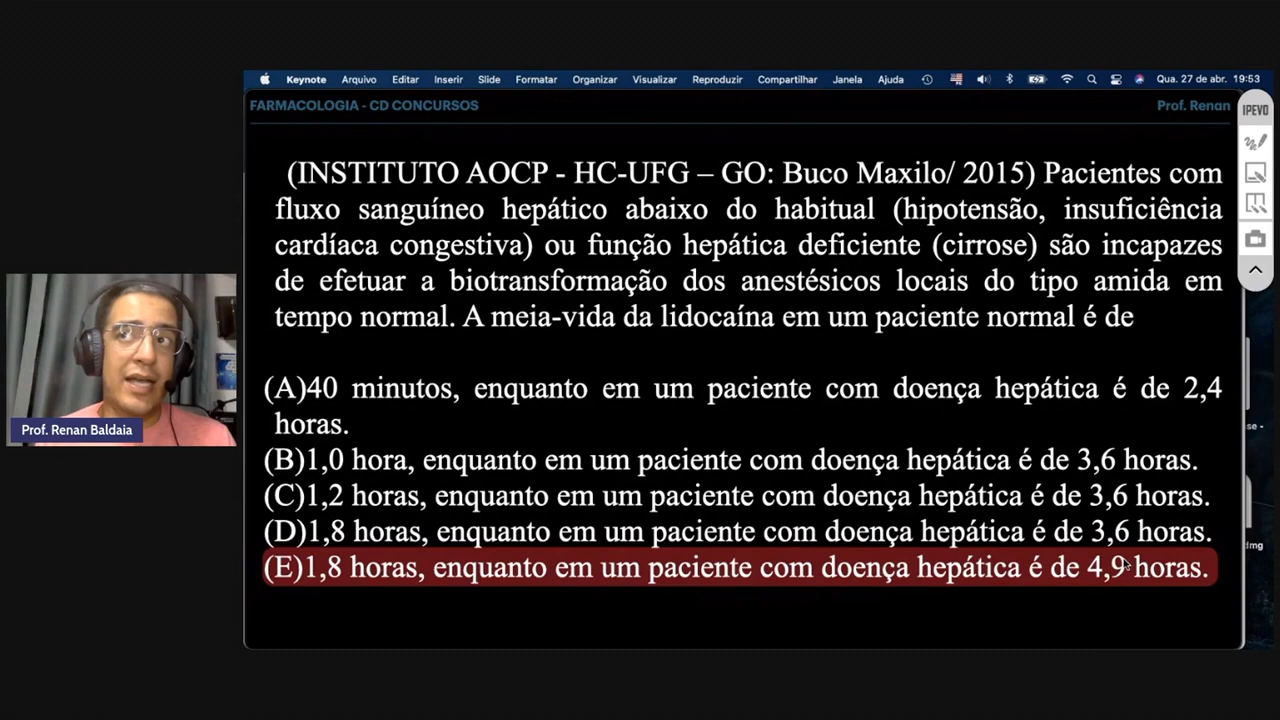 Keynote Arquivo Editar Inserir Slide Formatar Organizar Visualizar Reproduzir Compartilhar Janela Ajuda Qua. 27 de abr. 19:53
FARMACOLOGIA - CD CONCURSOS Prof. Renan
IPEVO
(INSTITUTO AOCP - HC-UFG – GO: Buco Maxilo/ 2015) Pacientes com
fluxo sanguíneo hepático abaixo do habitual (hipotensão, insuficiência
cardíaca congestiva) ou função hepática deficiente (cirrose) são incapazes
de efetuar a biotransformação dos anestésicos locais do tipo amida em
tempo normal. A meia-vida da lidocaína em um paciente normal é de
(A)40 minutos, enquanto em um paciente com doença hepática é de 2,4
horas.
(B)1,0 hora, enquanto em um paciente com doença hepática é de 3,6 horas.
(C)1,2 horas, enquanto em um paciente com doença hepática é de 3,6 horas.
(D)1,8 horas, enquanto em um paciente com doença hepática é de 3,6 horas.
(E)1,8 horas, enquanto em um paciente com doença hepática é de 4,9 horas.
Prof. Renan Baldaia
se -
dmg